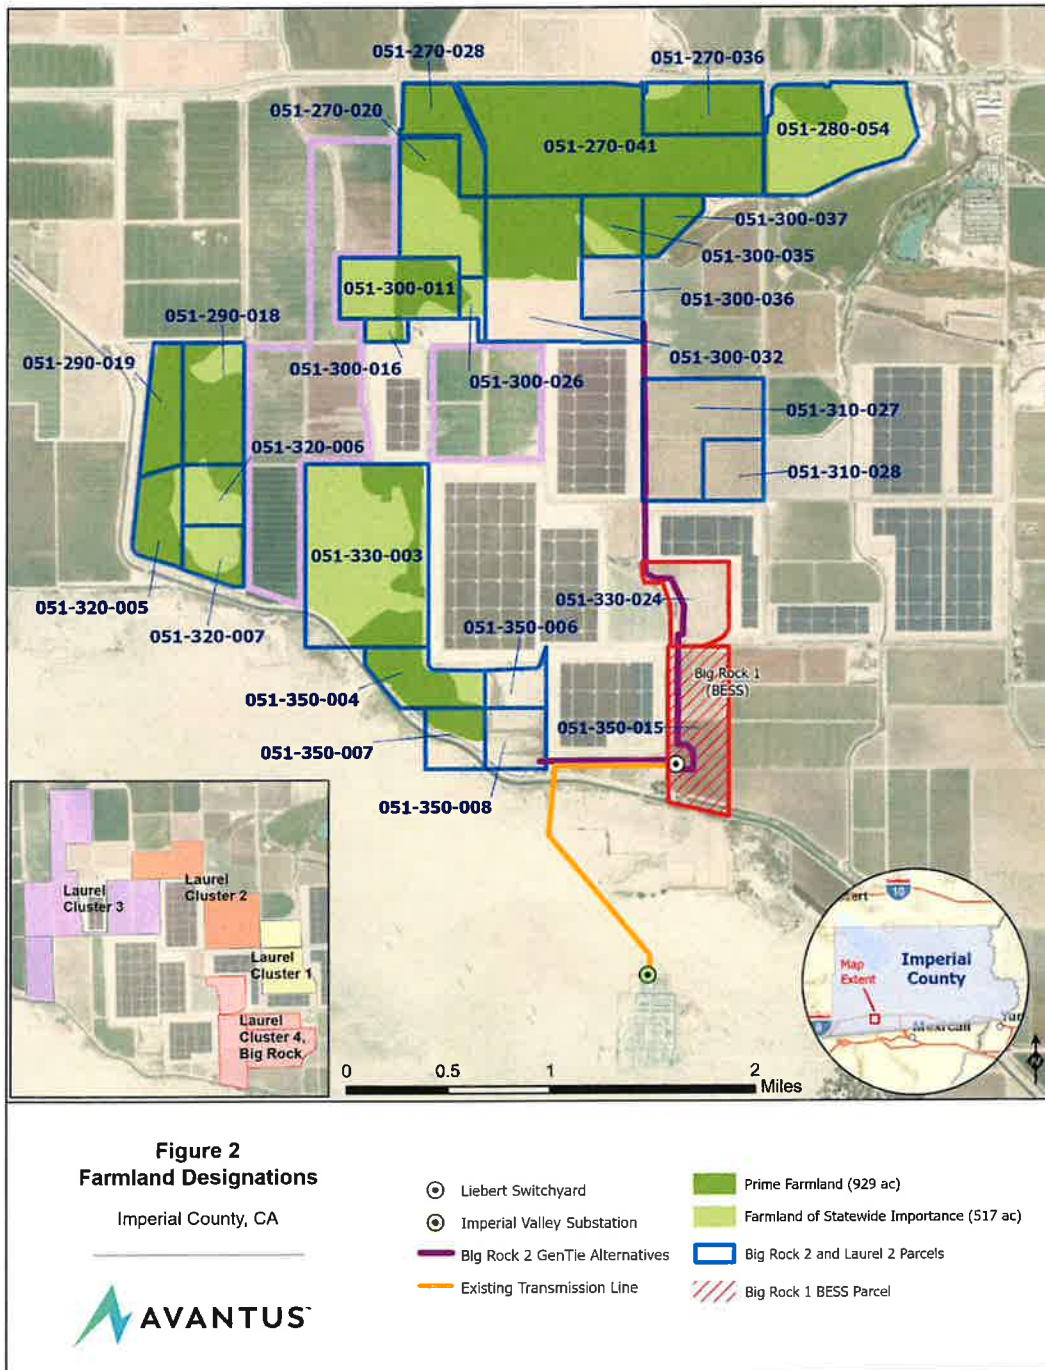 051-270-028
051-270-036
051-270-020
051-280-054
051-270-041
051-300-037
051-300-035
051-300-011
051-300-036
051-290-018
051-300-032
051-290-019
051-300-016
051-300-026
051-310-027
051-320-006
051-310-028
051-330-003
051-330-024
051-320-005
051-320-007
051-350-006
Big Rock 1
(BESS)
051-350-004
051-350-015
051-350-007
051-350-008
Laurel
Cluster 3
Laurel
Cluster 2
Laurel
Cluster 1
Laurel
Cluster 4,
Big Rock
10
Imperial
County
Map
Extent
8
Mexicali
0
0.5
1
2
Miles
Figure 2
Farmland Designations
Imperial County, CA
AVANTUS
Liebert Switchyard
Imperial Valley Substation
Big Rock 2 GenTie Alternatives
Existing Transmission Line
Prime Farmland (929 ac)
Farmland of Statewide Importance (517 ac)
Big Rock 2 and Laurel 2 Parcels
Big Rock 1 BESS Parcel